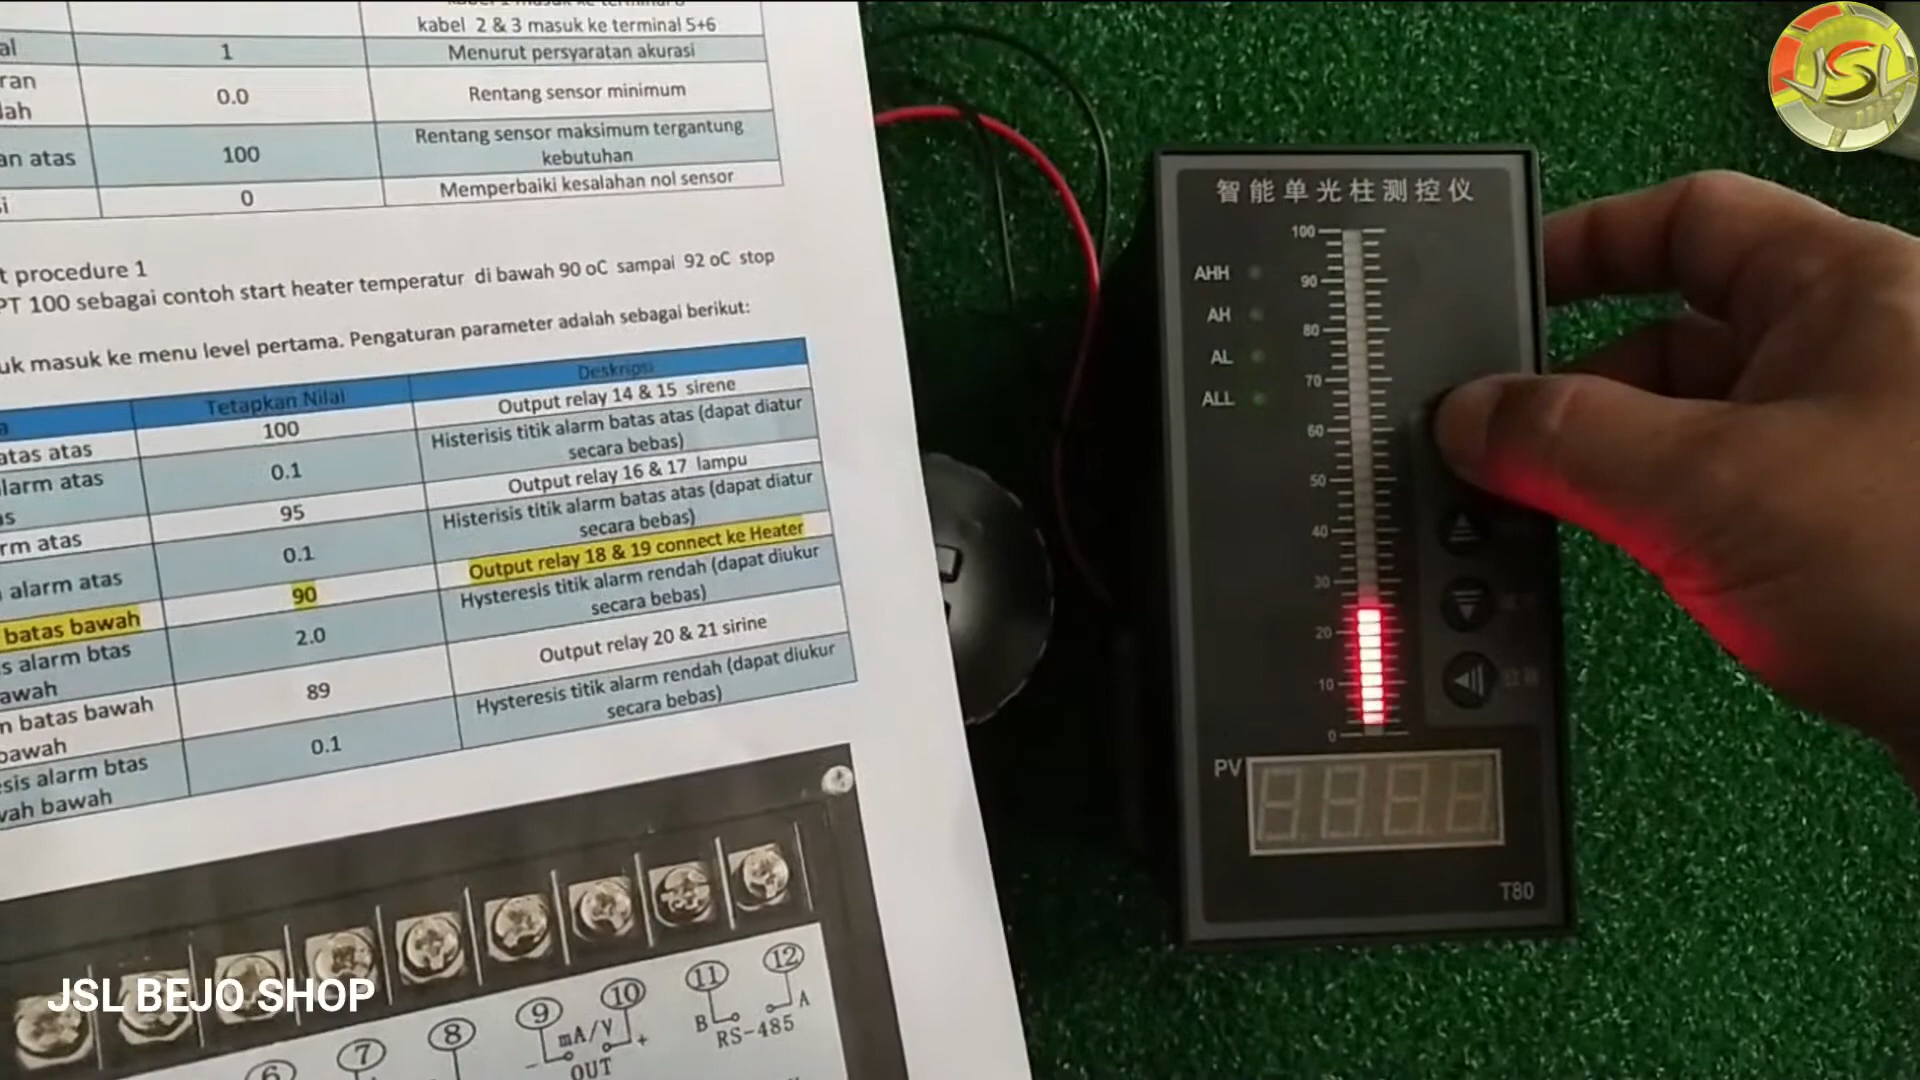 kabel 2 & 3 masuk ke terminal 5+6
al 1 Menurut persyaratan akurasi
ran
lah 0.0 Rentang sensor minimum
an atas 100 Rentang sensor maksimum tergantung
kebutuhan
si 0 Memperbaiki kesalahan nol sensor
t procedure 1
PT 100 sebagai contoh start heater temperatur di bawah 90 oC sampai 92 oC stop
uk masuk ke menu level pertama. Pengaturan parameter adalah sebagai berikut:
a Tetapkan Nilai Deskripsi
atas atas 100 Output relay 14 & 15 sirene
larm atas 0.1 Histerisis titik alarm batas atas (dapat diatur
secara bebas)
as
rm atas 95 Output relay 16 & 17 lampu
alarm atas 0.1 Histerisis titik alarm batas atas (dapat diatur
secara bebas)
batas bawah 90 Output relay 18 & 19 connect ke Heater
s alarm btas
awah 2.0 Hysteresis titik alarm rendah (dapat diukur
secara bebas)
m batas bawah
bawah 89 Output relay 20 & 21 sirine
esis alarm btas
wah bawah 0.1 Hysteresis titik alarm rendah (dapat diukur
secara bebas)
6 7 8 9 10 11 12
- mA/V +
OUT
B A
RS-485
JSL BEJO SHOP
JSL
智能单光柱测控仪
100
AHH
90
AH
80
AL
70
ALL
60
50
40
30
20
10
0
PV
T80